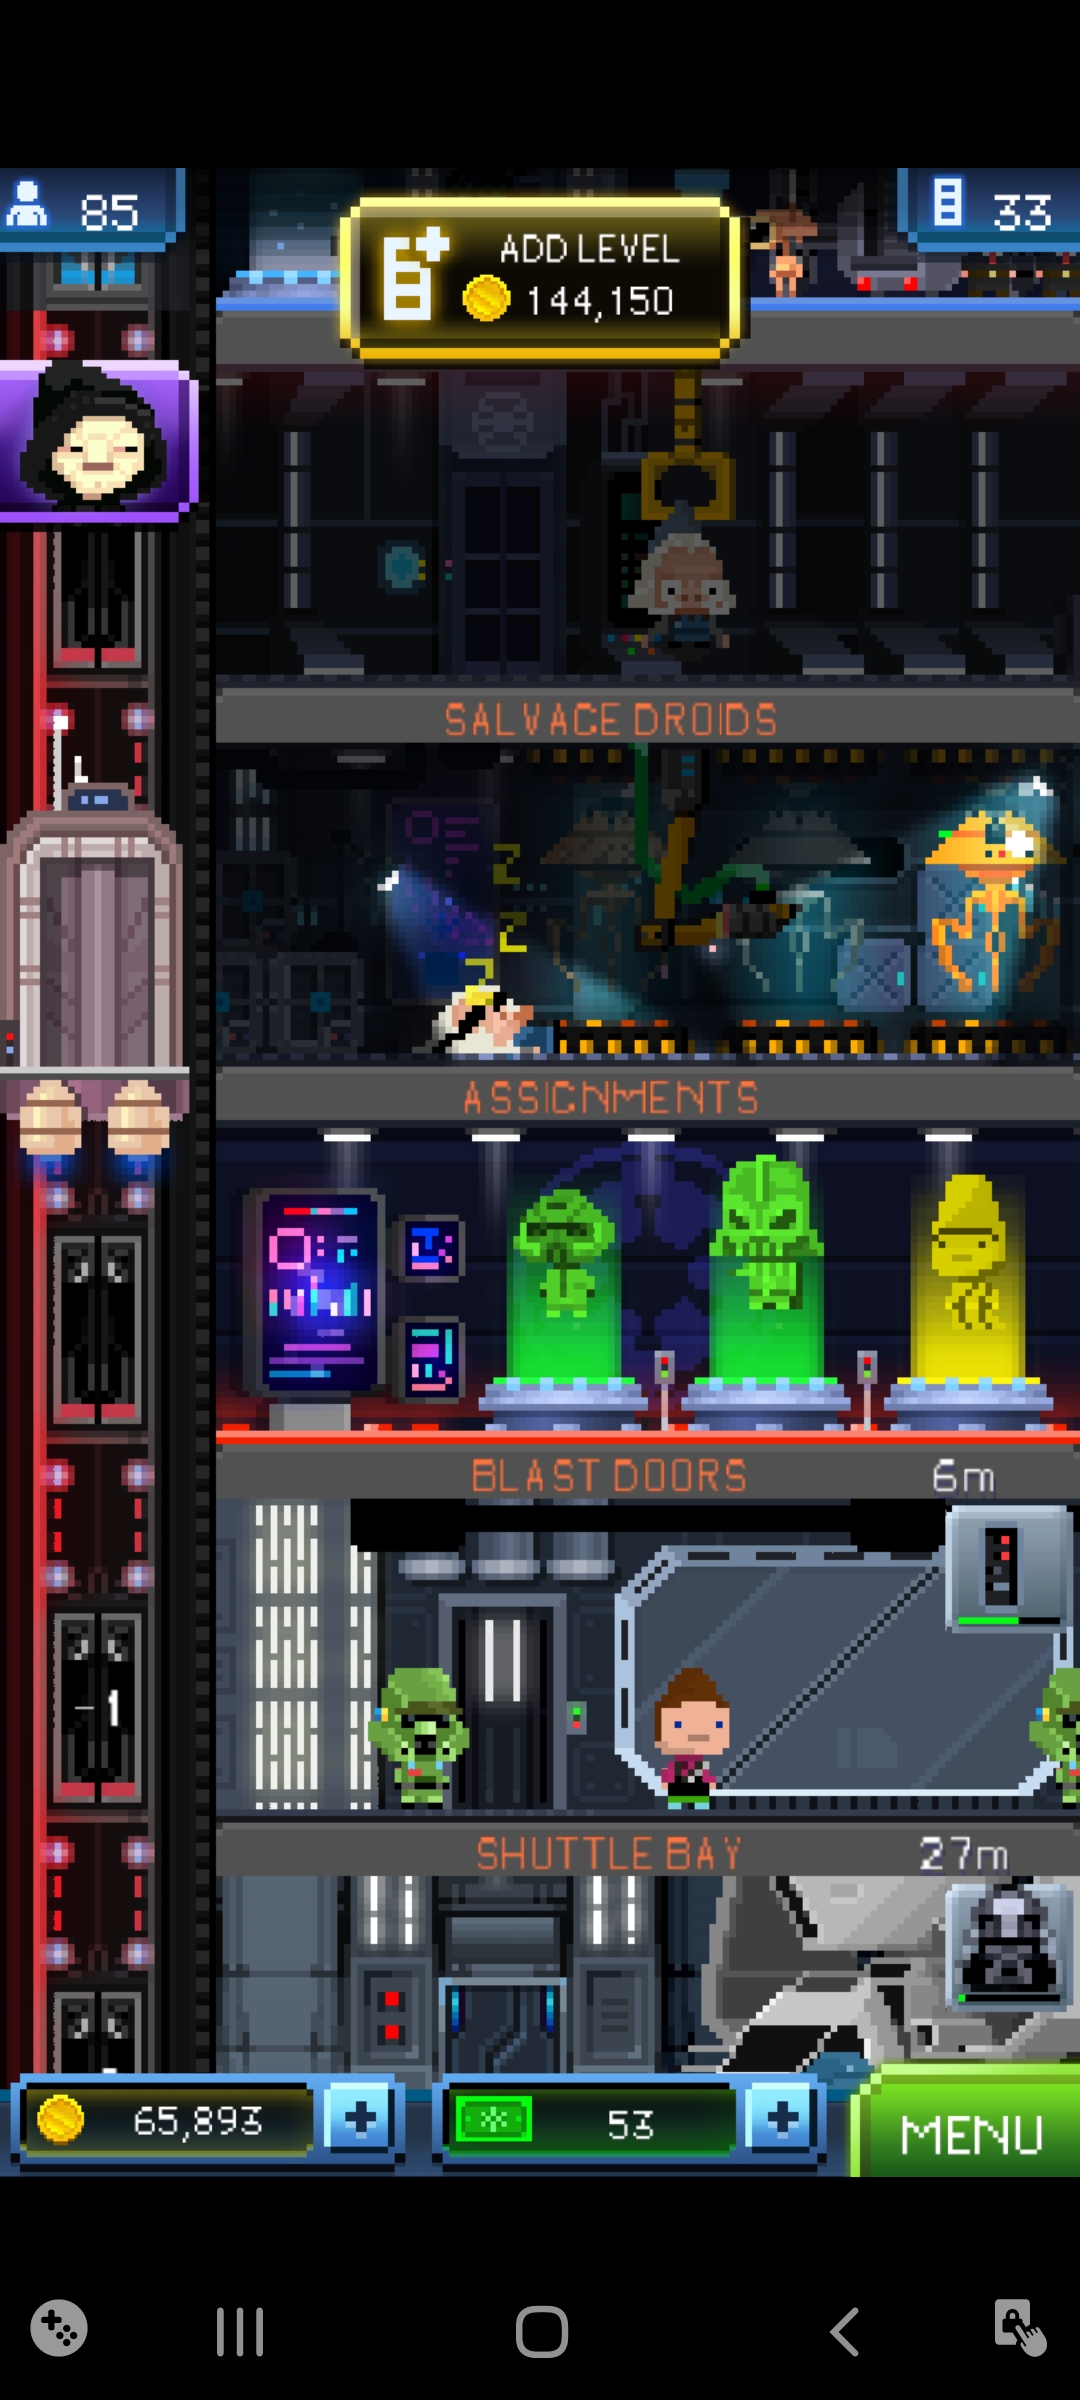 85
33
ADD LEVEL
144,150
SALVAGE DROIDS
Z
Z
Z
ASSIGNMENTS
BLAST DOORS 6m
-1
SHUTTLE BAY 27m
65,893 +
53 +
MENU